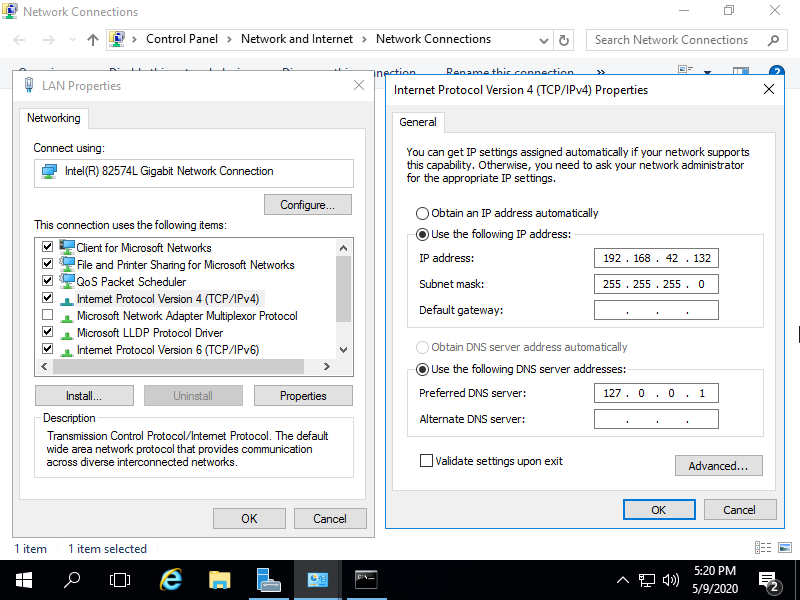 Network Connections
Control Panel > Network and Internet > Network Connections
Search Network Connections
Rename this connection »
LAN Properties
Networking
Connect using:
Intel(R) 82574L Gigabit Network Connection
Configure...
This connection uses the following items:
Client for Microsoft Networks
File and Printer Sharing for Microsoft Networks
QoS Packet Scheduler
Internet Protocol Version 4 (TCP/IPv4)
Microsoft Network Adapter Multiplexor Protocol
Microsoft LLDP Protocol Driver
Internet Protocol Version 6 (TCP/IPv6)
Install...
Uninstall
Properties
Description
Transmission Control Protocol/Internet Protocol. The default
wide area network protocol that provides communication
across diverse interconnected networks.
OK
Cancel
Internet Protocol Version 4 (TCP/IPv4) Properties
General
You can get IP settings assigned automatically if your network supports
this capability. Otherwise, you need to ask your network administrator
for the appropriate IP settings.
Obtain an IP address automatically
Use the following IP address:
IP address: 192 . 168 . 42 . 132
Subnet mask: 255 . 255 . 255 . 0
Default gateway: . . .
Obtain DNS server address automatically
Use the following DNS server addresses:
Preferred DNS server: 127 . 0 . 0 . 1
Alternate DNS server: . . .
Validate settings upon exit
Advanced...
OK
Cancel
1 item 1 item selected
5:20 PM
5/9/2020
2